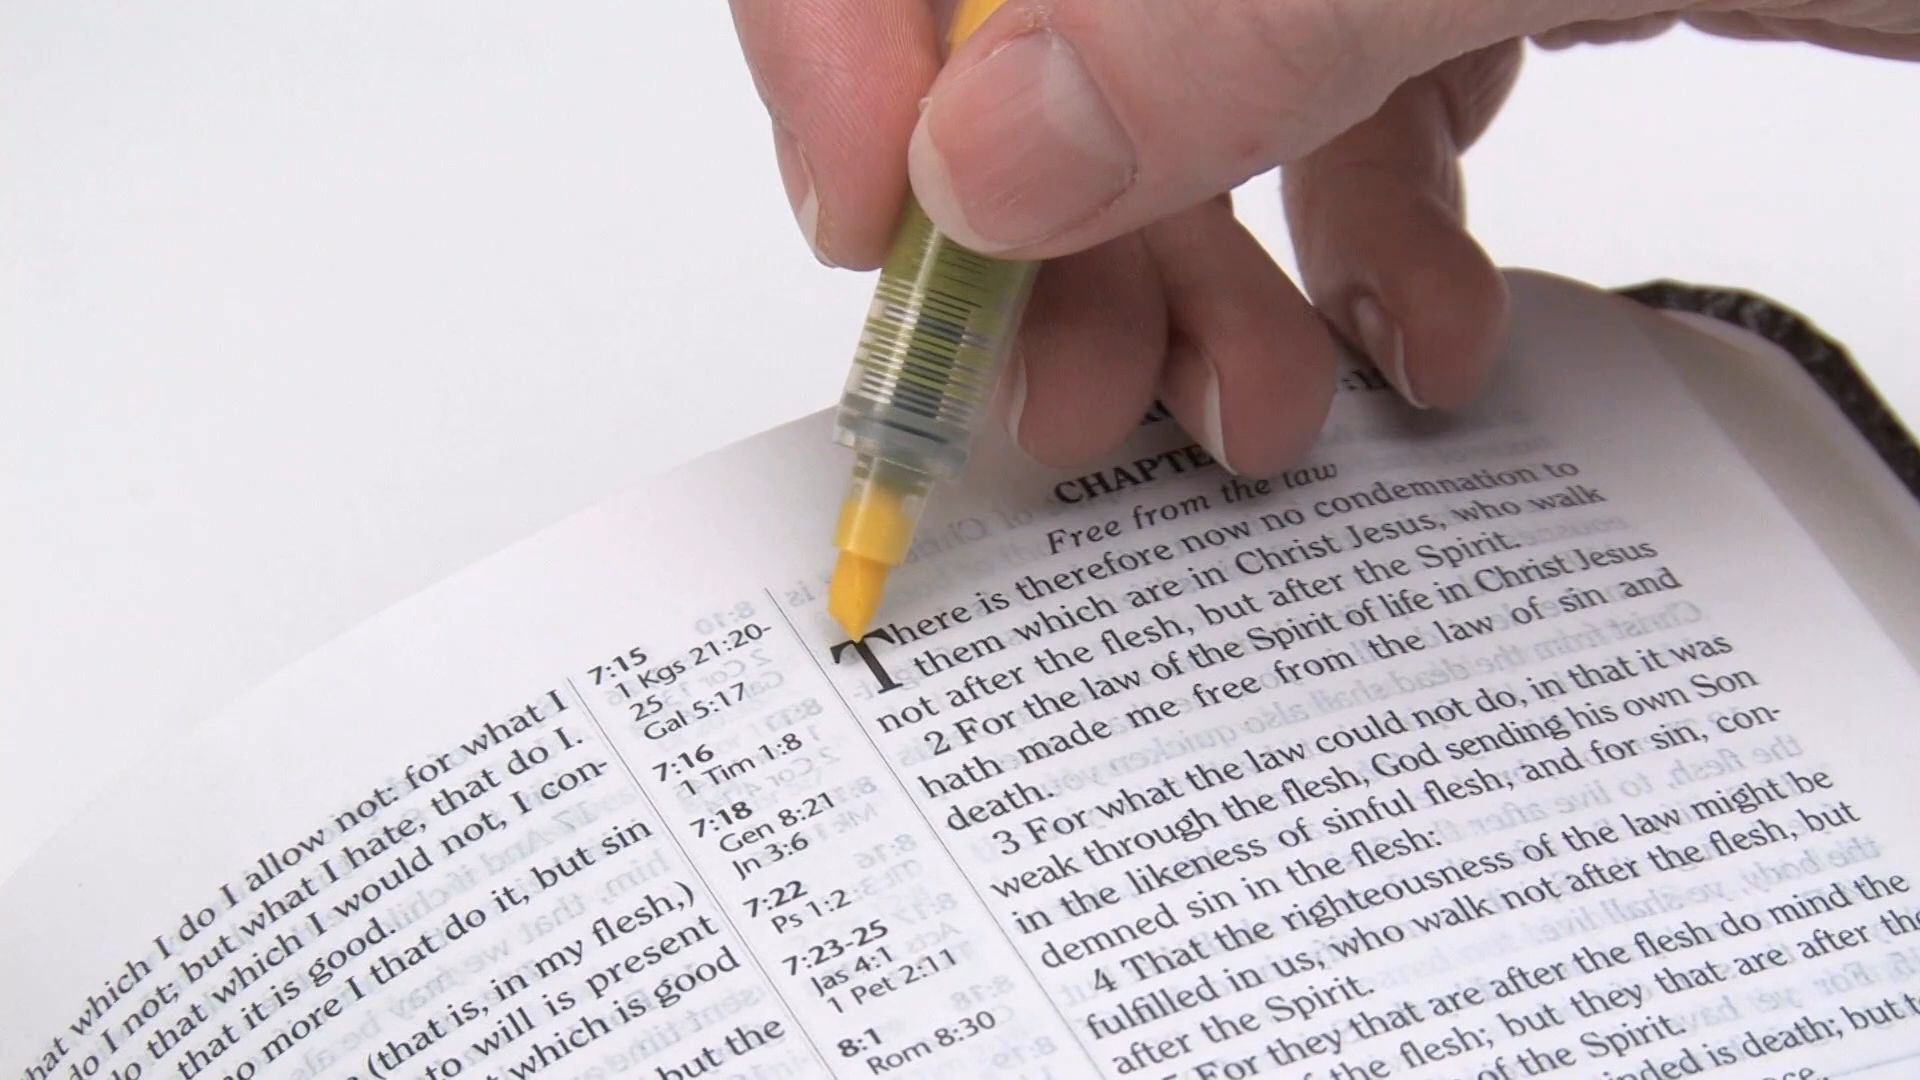 hat which I do I allow not: for what I
do I not; but what I hate, that do I.
do that which I would not, I con-
that it is good.
no more I that do it, but sin
(that is, in my flesh,)
to will is present
which is good
but the
7:15
1 Kgs 21:20-
25
Gal 5:17
7:16
1 Tim 1:8
7:18
Gen 8:21
Jn 3:6
7:22
Ps 1:2
7:23-25
Jas 4:1
1 Pet 2:11
8:1
Rom 8:30
CHAPTE
Free from the law
There is therefore now no condemnation to
them which are in Christ Jesus, who walk
not after the flesh, but after the Spirit.
2 For the law of the Spirit of life in Christ Jesus
hath made me free from the law of sin and
death.
3 For what the law could not do, in that it was
weak through the flesh, God sending his own Son
in the likeness of sinful flesh, and for sin, con-
demned sin in the flesh:
4 That the righteousness of the law might be
fulfilled in us, who walk not after the flesh, but
after the Spirit.
5 For they that are after the flesh do mind the
of the flesh; but they that are after the
of the Spirit.
nded is death; but t